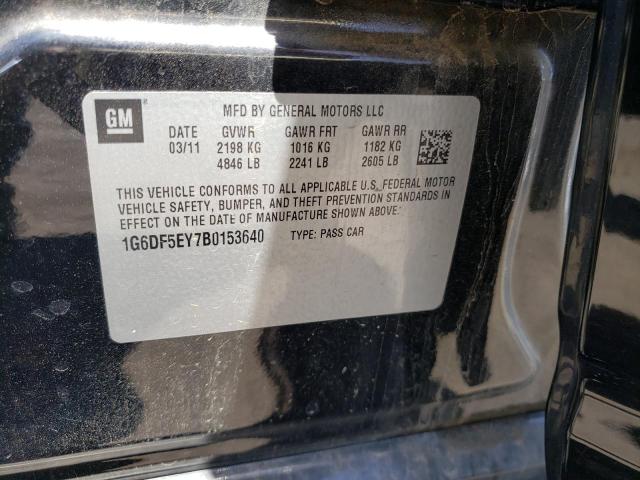 GM
MFD BY GENERAL MOTORS LLC
DATE GVWR GAWR FRT GAWR RR
03/11 2198 KG 1016 KG 1182 KG
4846 LB 2241 LB 2605 LB
THIS VEHICLE CONFORMS TO ALL APPLICABLE U.S. FEDERAL MOTOR
VEHICLE SAFETY, BUMPER, AND THEFT PREVENTION STANDARDS IN
EFFECT ON THE DATE OF MANUFACTURE SHOWN ABOVE.
1G6DF5EY7B0153640 TYPE: PASS CAR